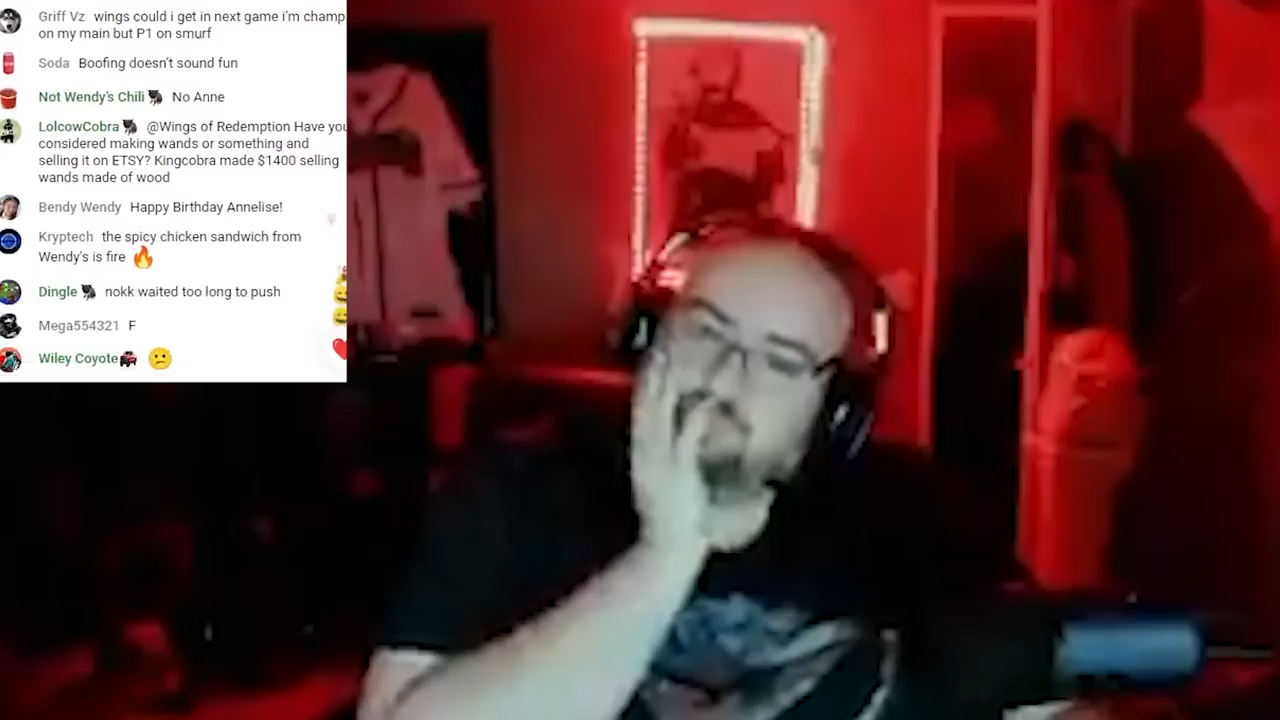 Griff Vz wings could i get in next game i'm champ
on my main but P1 on smurf
Soda Boofing doesn't sound fun
Not Wendy's Chili No Anne
LolcowCobra @Wings of Redemption Have you
considered making wands or something and
selling it on ETSY? Kingcobra made $1400 selling
wands made of wood
Bendy Wendy Happy Birthday Annelise!
Kryptech the spicy chicken sandwich from
Wendy's is fire 🔥
Dingle nokk waited too long to push
Mega554321 F
Wiley Coyote 😕